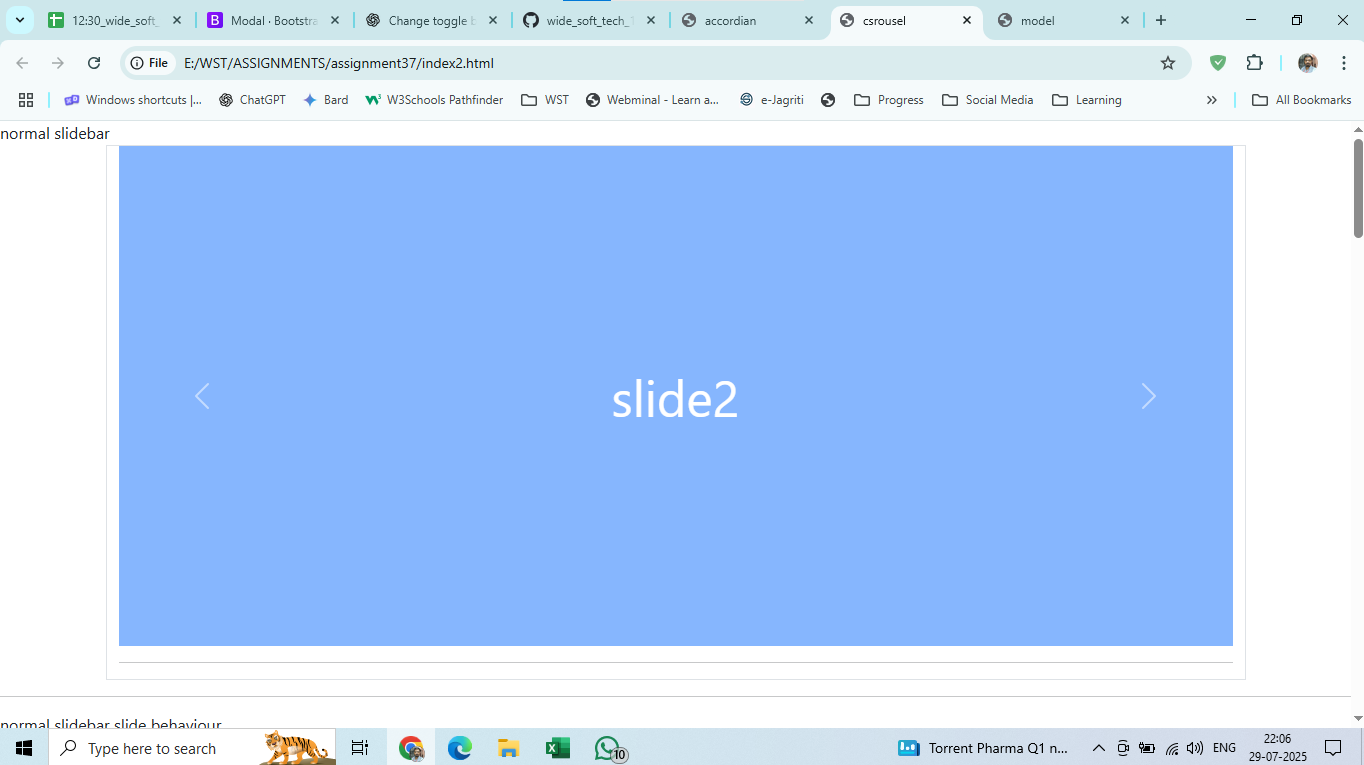 12:30_wide_soft_
Modal · Bootstra
Change toggle b
wide_soft_tech_1
accordian
csrousel
model
File
E:/WST/ASSIGNMENTS/assignment37/index2.html
Windows shortcuts |...
ChatGPT
Bard
W3Schools Pathfinder
WST
Webminal - Learn a...
e-Jagriti
Progress
Social Media
Learning
All Bookmarks
normal slidebar
slide2
normal slidebar slide behaviour
Type here to search
10
Torrent Pharma Q1 n...
ENG
22:06
29-07-2025